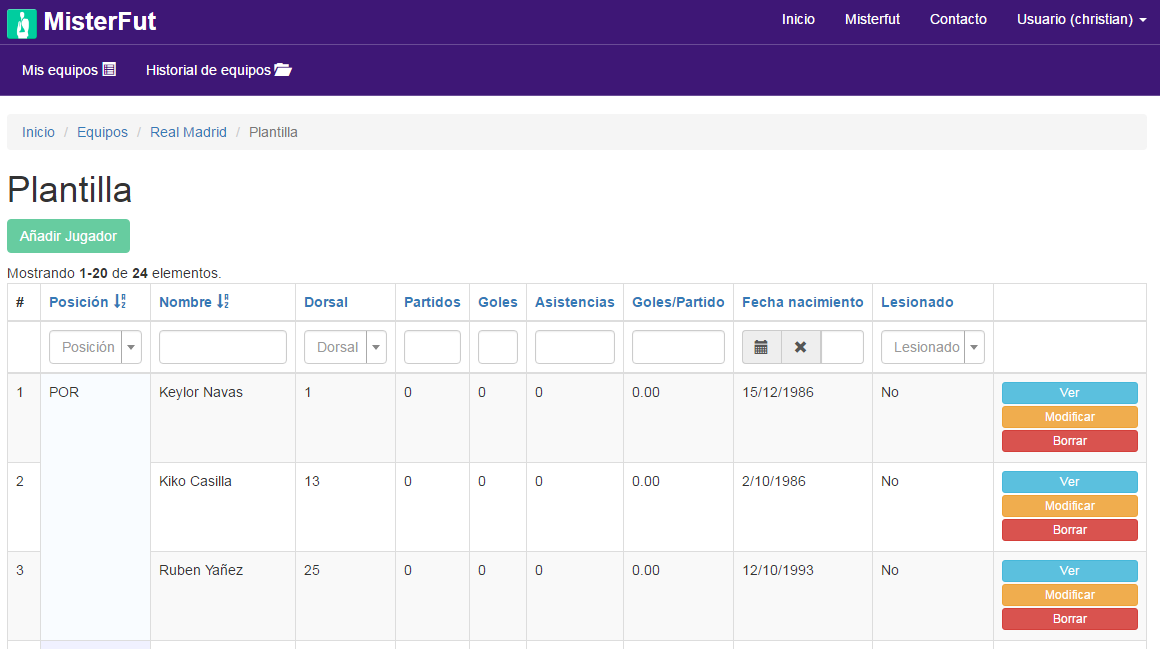 MisterFut
Inicio Misterfut Contacto Usuario (christian)
Mis equipos Historial de equipos
Inicio / Equipos / Real Madrid / Plantilla
Plantilla
Añadir Jugador
Mostrando 1-20 de 24 elementos.
# Posición Nombre Dorsal Partidos Goles Asistencias Goles/Partido Fecha nacimiento Lesionado
Posición Dorsal Lesionado
1 POR Keylor Navas 1 0 0 0 0.00 15/12/1986 No Ver
Modificar
Borrar
2 Kiko Casilla 13 0 0 0 0.00 2/10/1986 No Ver
Modificar
Borrar
3 Ruben Yañez 25 0 0 0 0.00 12/10/1993 No Ver
Modificar
Borrar